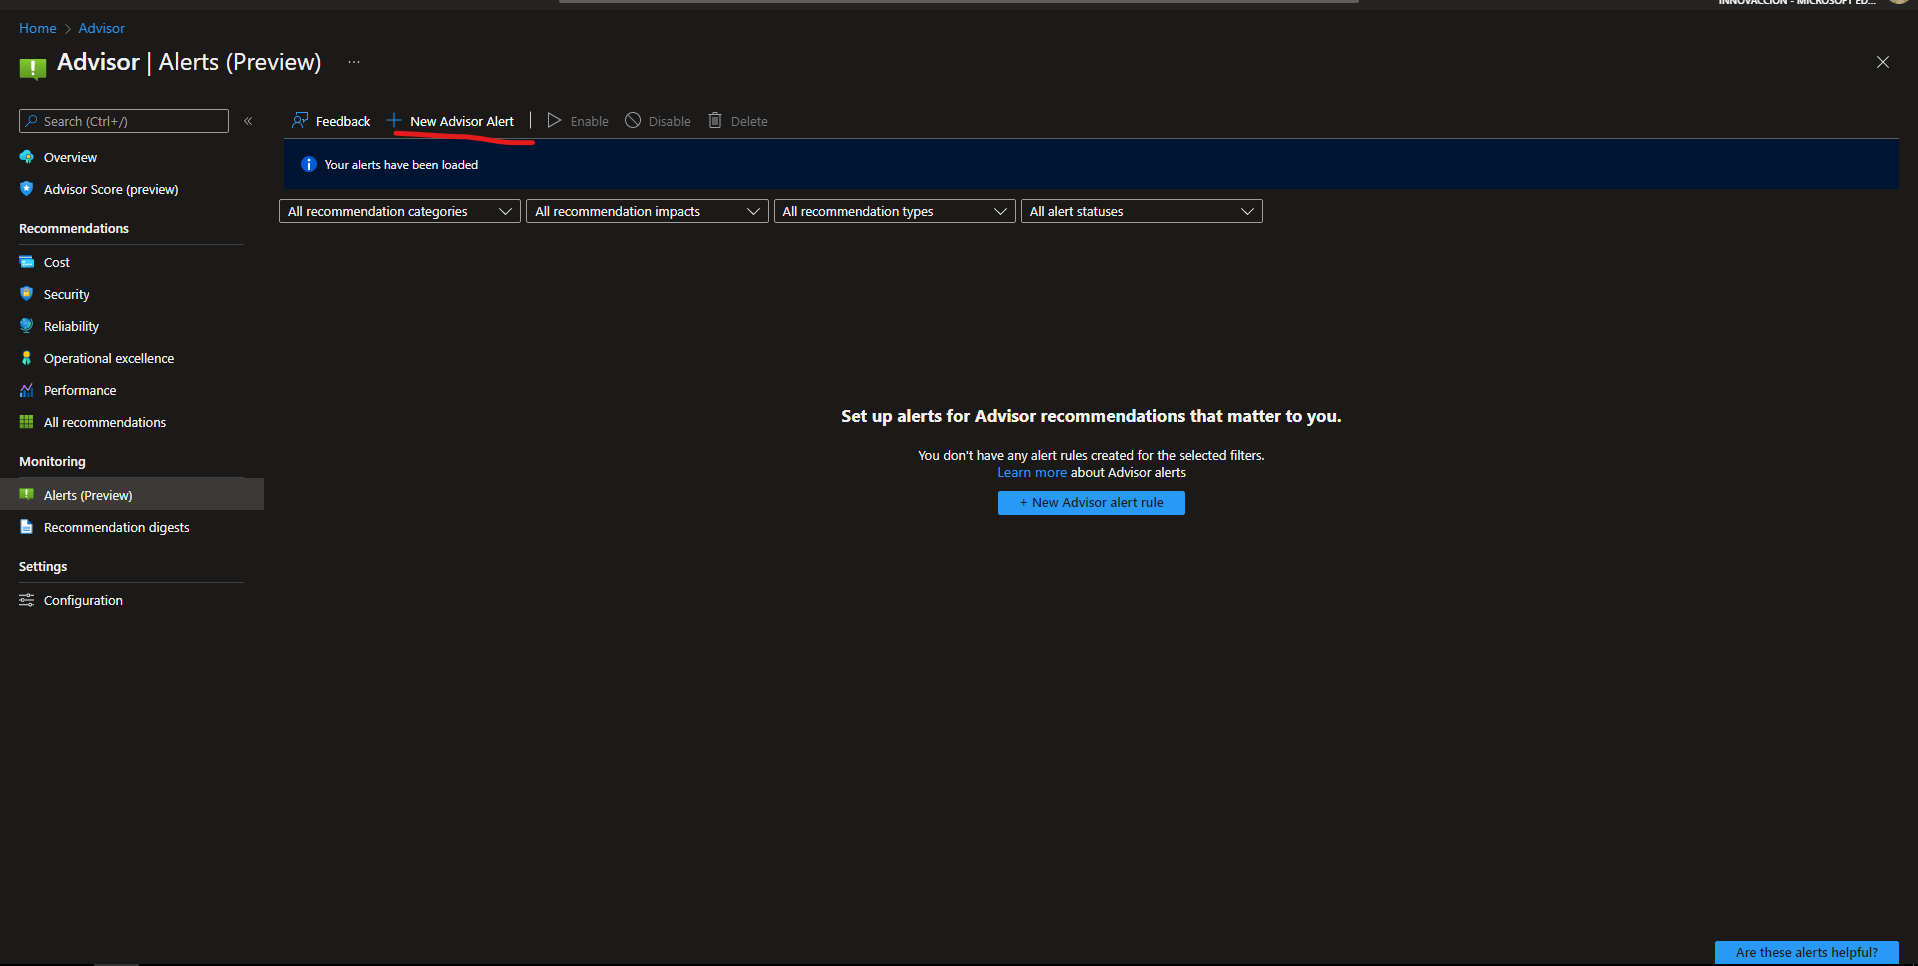 INNOVACCION - MICROSOFT ED...
Home > Advisor
Advisor | Alerts (Preview) ...
Search (Ctrl+/) «
Feedback + New Advisor Alert | Enable Disable Delete
Your alerts have been loaded
Overview
Advisor Score (preview)
All recommendation categories All recommendation impacts All recommendation types All alert statuses
Recommendations
Cost
Security
Reliability
Operational excellence
Performance
All recommendations
Monitoring
Alerts (Preview)
Recommendation digests
Settings
Configuration
Set up alerts for Advisor recommendations that matter to you.
You don't have any alert rules created for the selected filters.
Learn more about Advisor alerts
+ New Advisor alert rule
Are these alerts helpful?